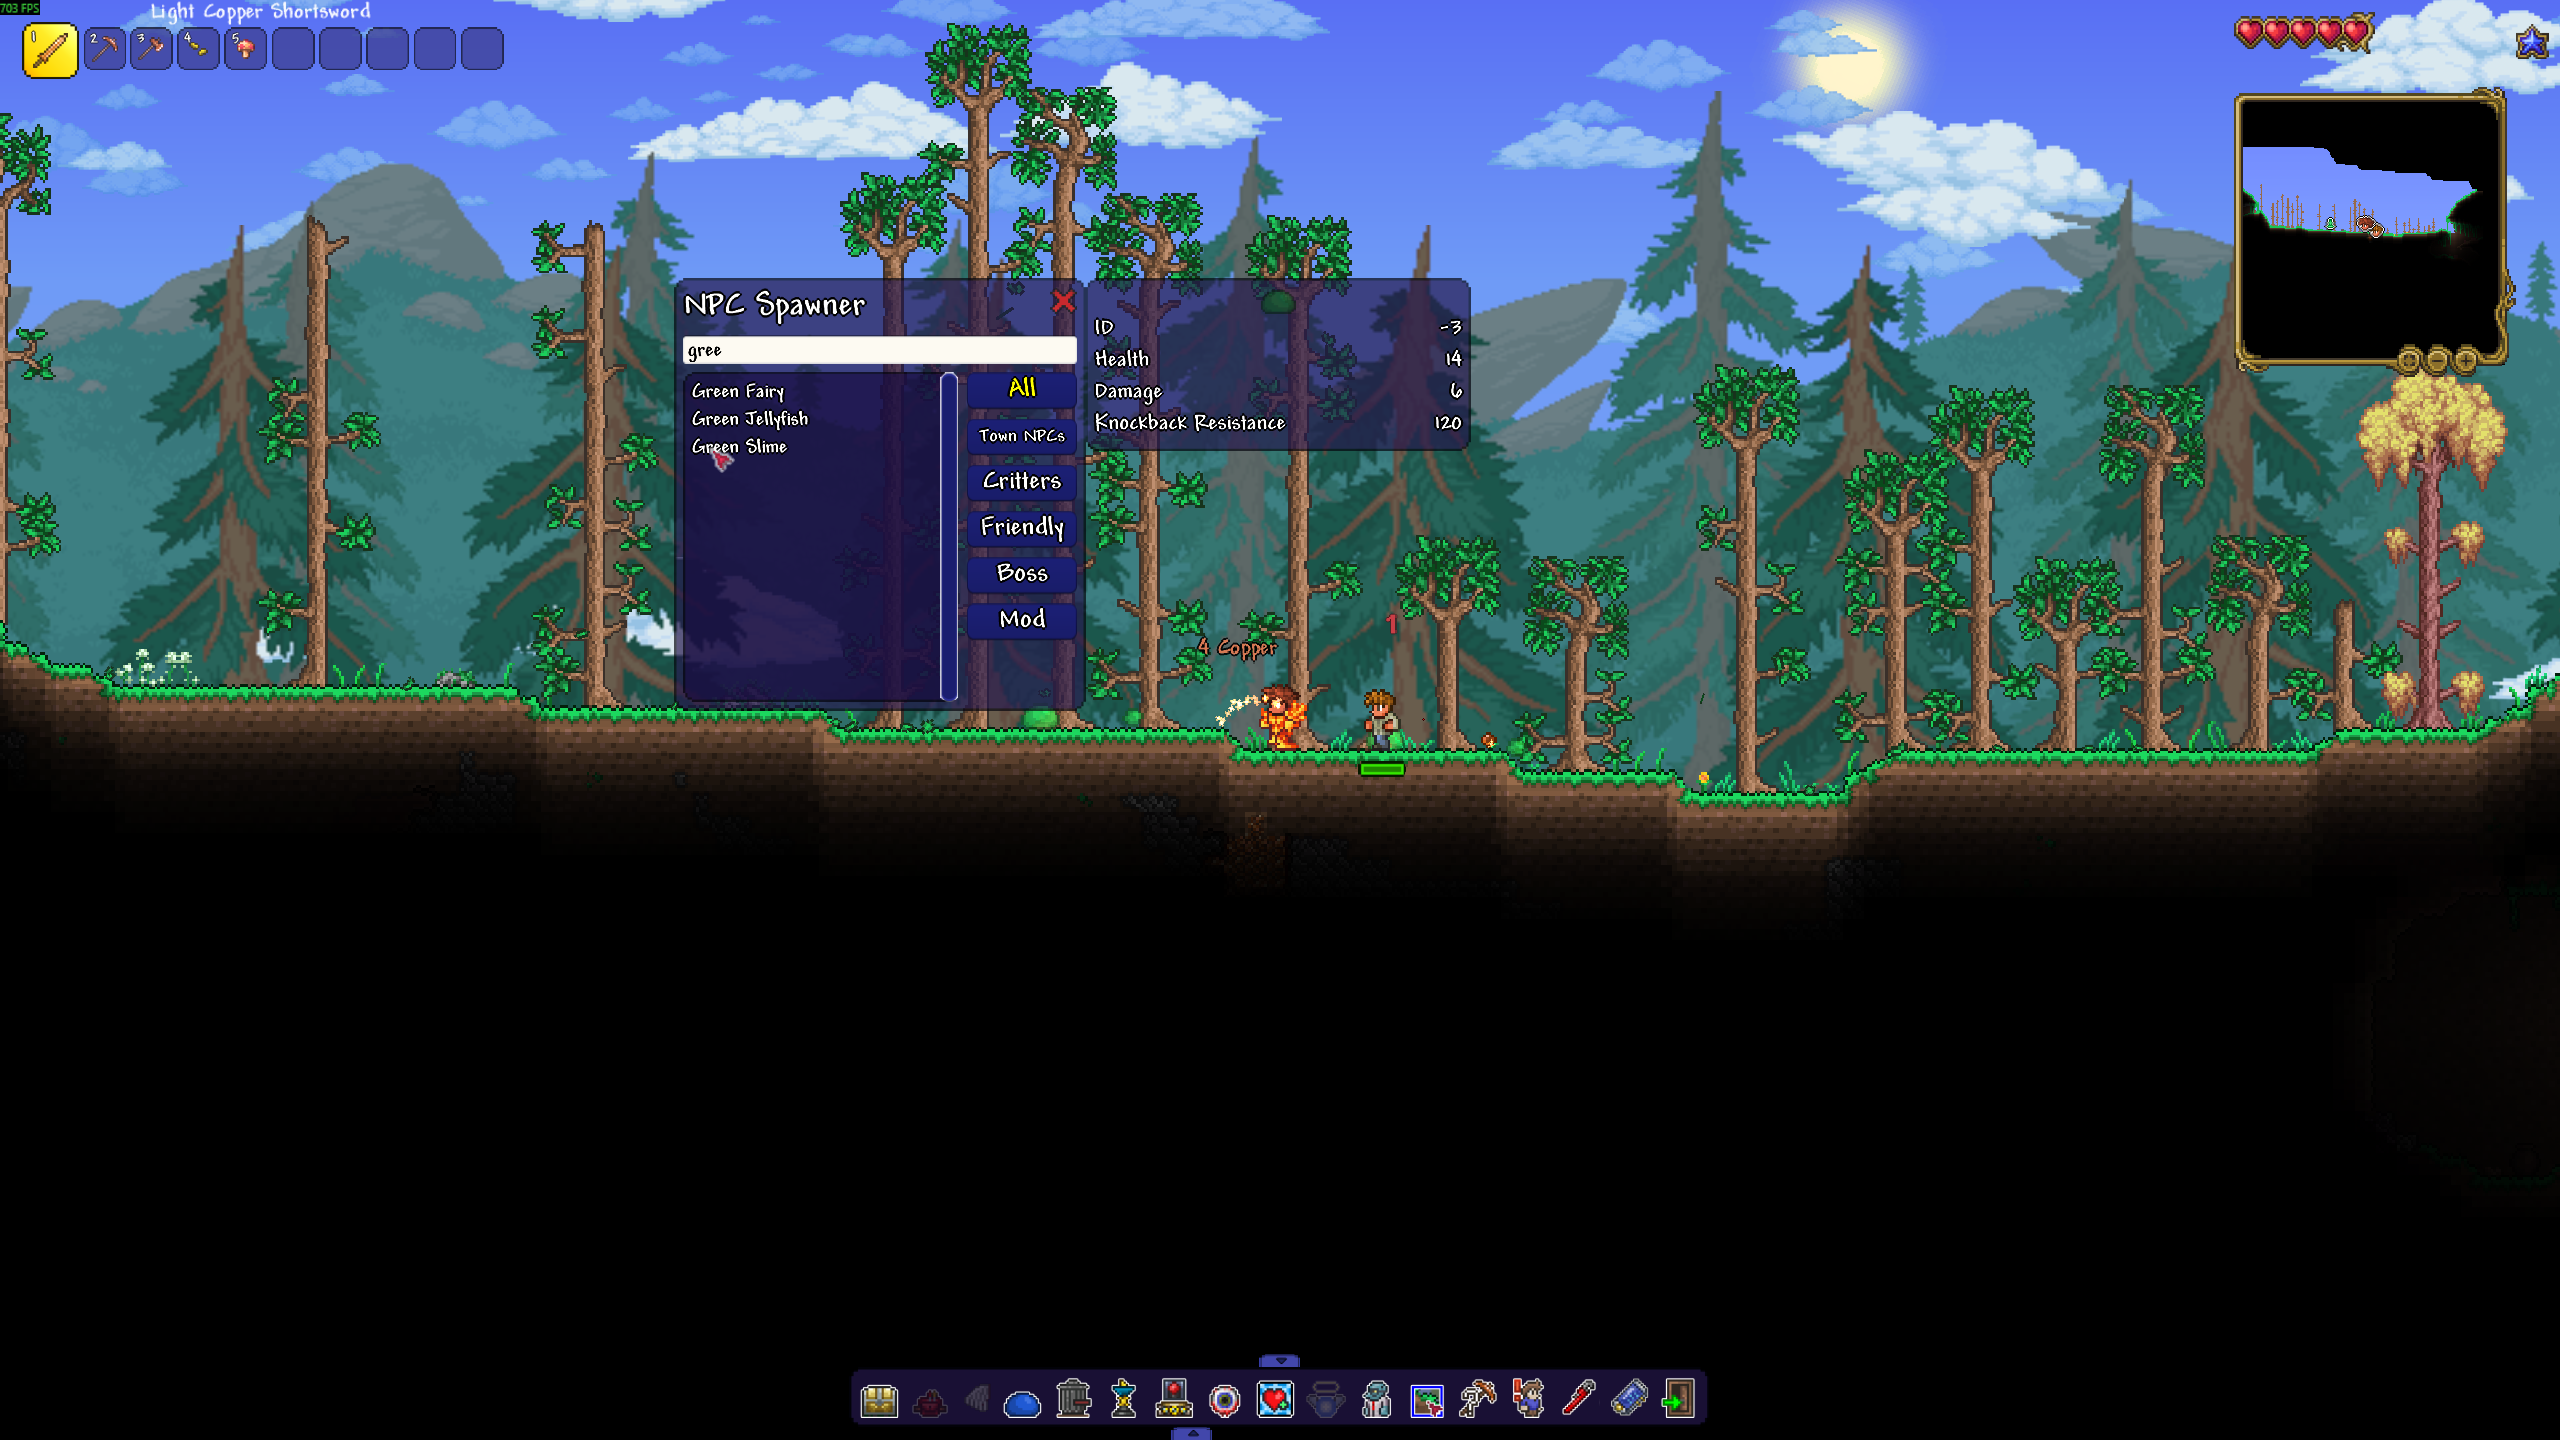 703 FPS
Light Copper Shortsword
1
2
3
4
5
NPC Spawner
gree
Green Fairy
Green Jellyfish
Green Slime
All
Town NPCs
Critters
Friendly
Boss
Mod
ID -3
Health 14
Damage 6
Knockback Resistance 120
1
4 Copper